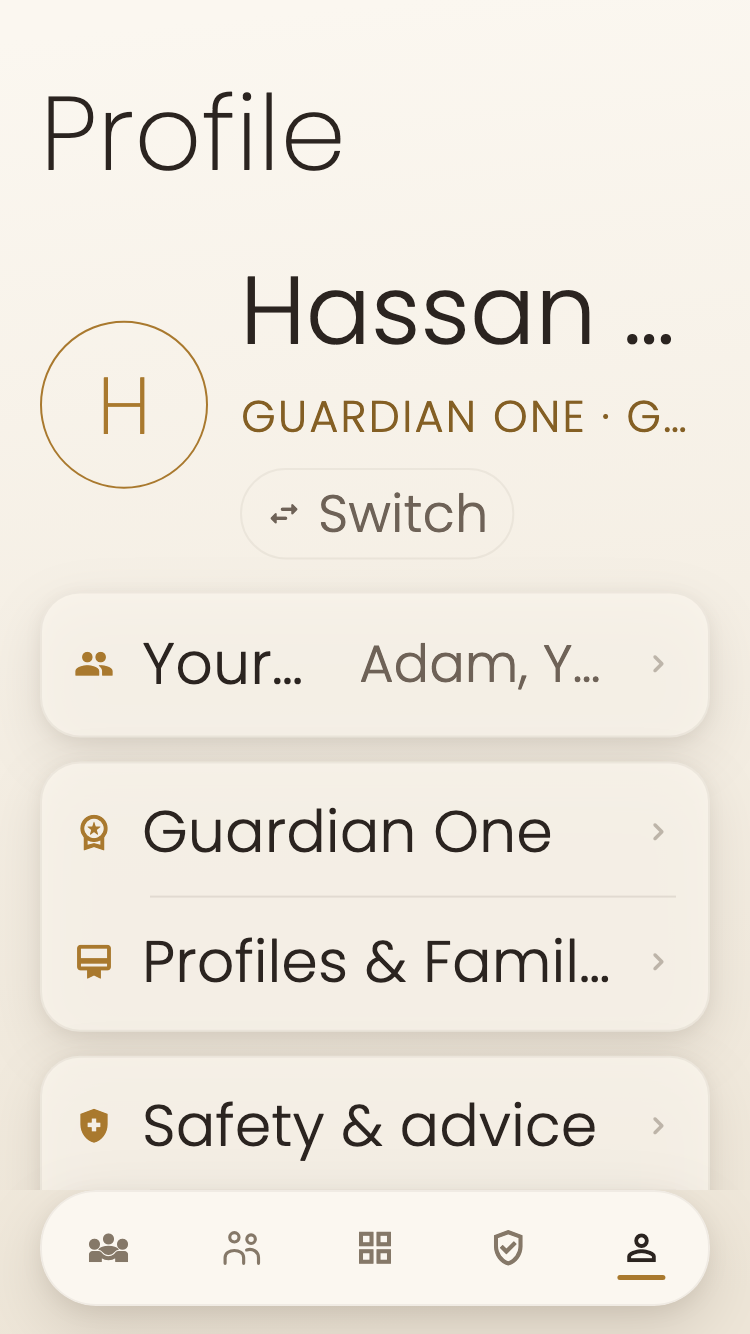 Profile
Hassan ...
H
GUARDIAN ONE · G...
Switch
Your... Adam, Y...
Guardian One
Profiles & Famil...
Safety & advice